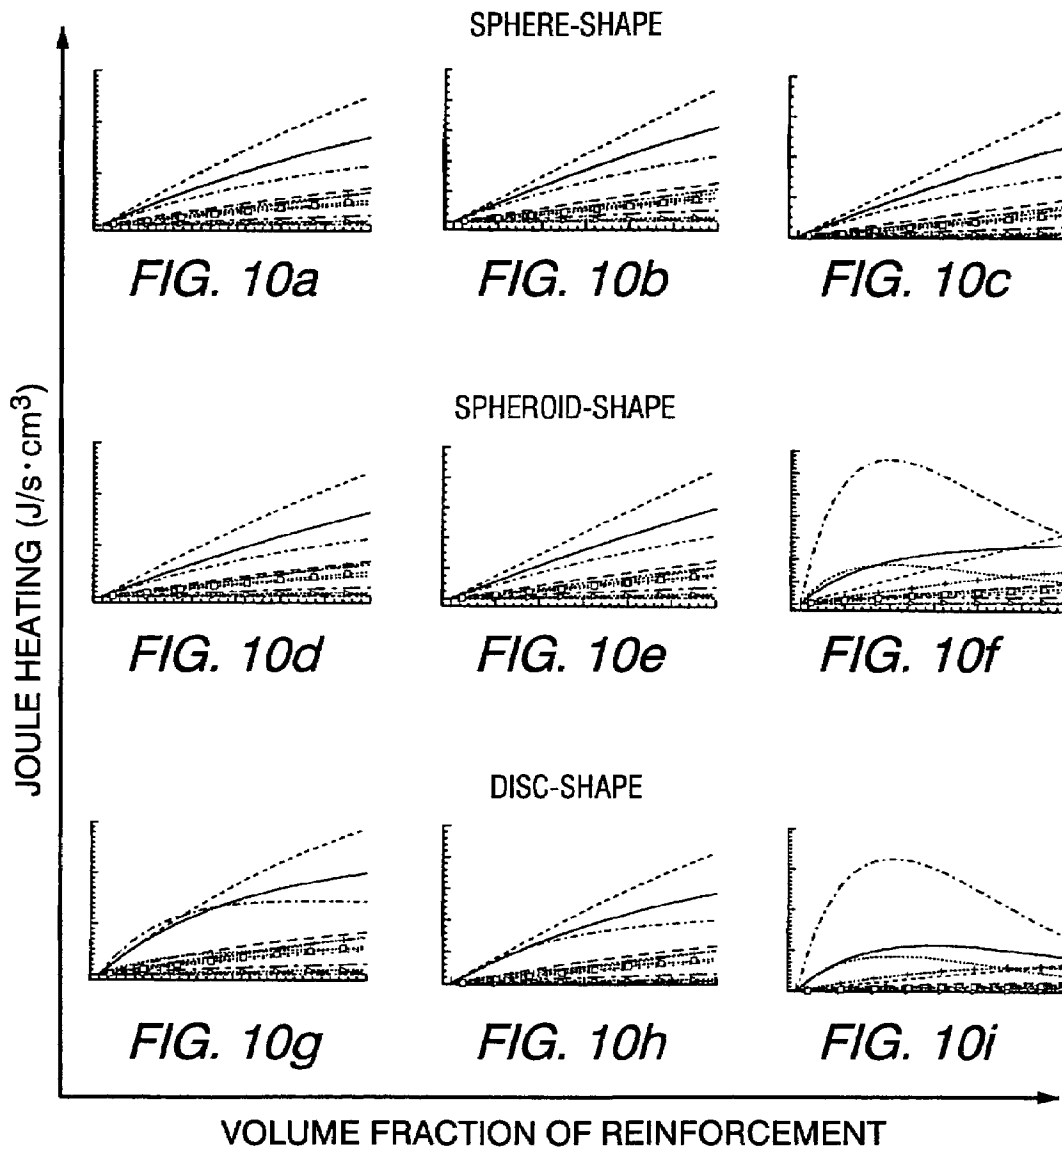 SPHERE-SHAPE
FIG. 10a
FIG. 10b
FIG. 10c
SPHEROID-SHAPE
FIG. 10d
FIG. 10e
FIG. 10f
DISC-SHAPE
FIG. 10g
FIG. 10h
FIG. 10i
JOULE HEATING (J/s·cm³)
VOLUME FRACTION OF REINFORCEMENT